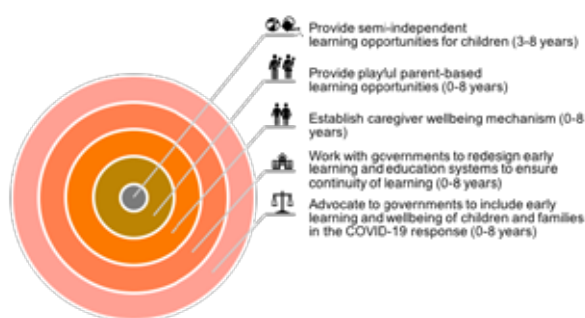 Provide semi-independent
learning opportunities for children (3-8 years)
Provide playful parent-based
learning opportunities (0-8 years)
Establish caregiver wellbeing mechanism (0-8
years)
Work with governments to redesign early
learning and education systems to ensure
continuity of learning (0-8 years)
Advocate to governments to include early
learning and wellbeing of children and families
in the COVID-19 response (0-8 years)